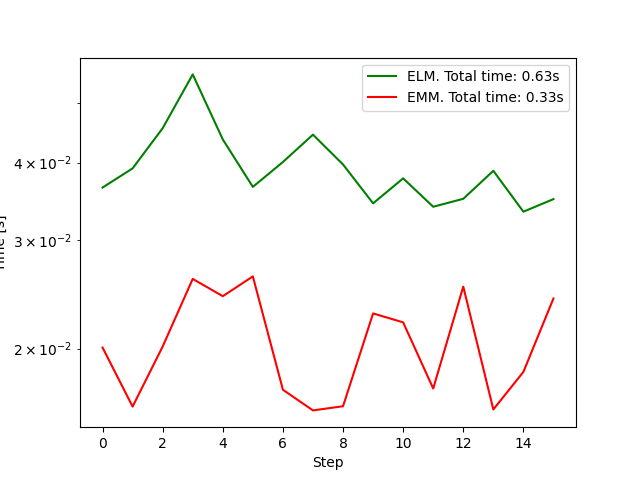 ELM. Total time: 0.63s
EMM. Total time: 0.33s
4 × 10⁻²
3 × 10⁻²
2 × 10⁻²
[s]
0 2 4 6 8 10 12 14
Step